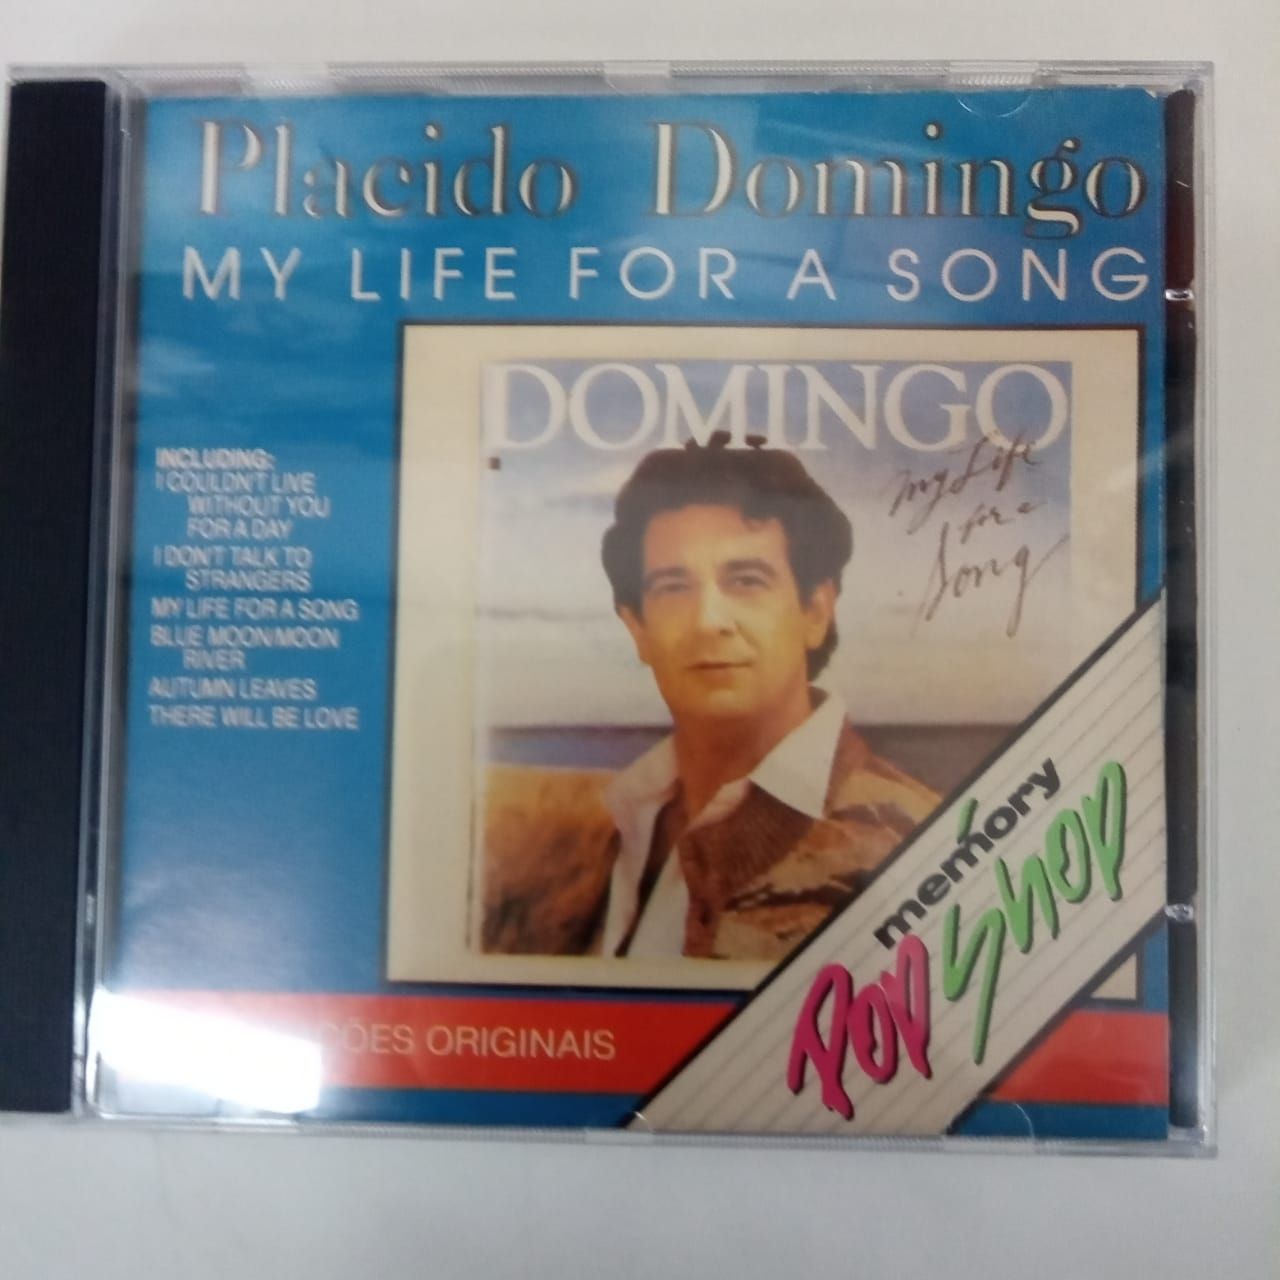 Placido Domingo
MY LIFE FOR A SONG
DOMINGO
My Life
for a
Song
INCLUDING:
I COULDN'T LIVE
WITHOUT YOU
FOR A DAY
I DON'T TALK TO
STRANGERS
MY LIFE FOR A SONG
BLUE MOON/MOON
RIVER
AUTUMN LEAVES
THERE WILL BE LOVE
memory
POP SHOP
ORIGINAIS